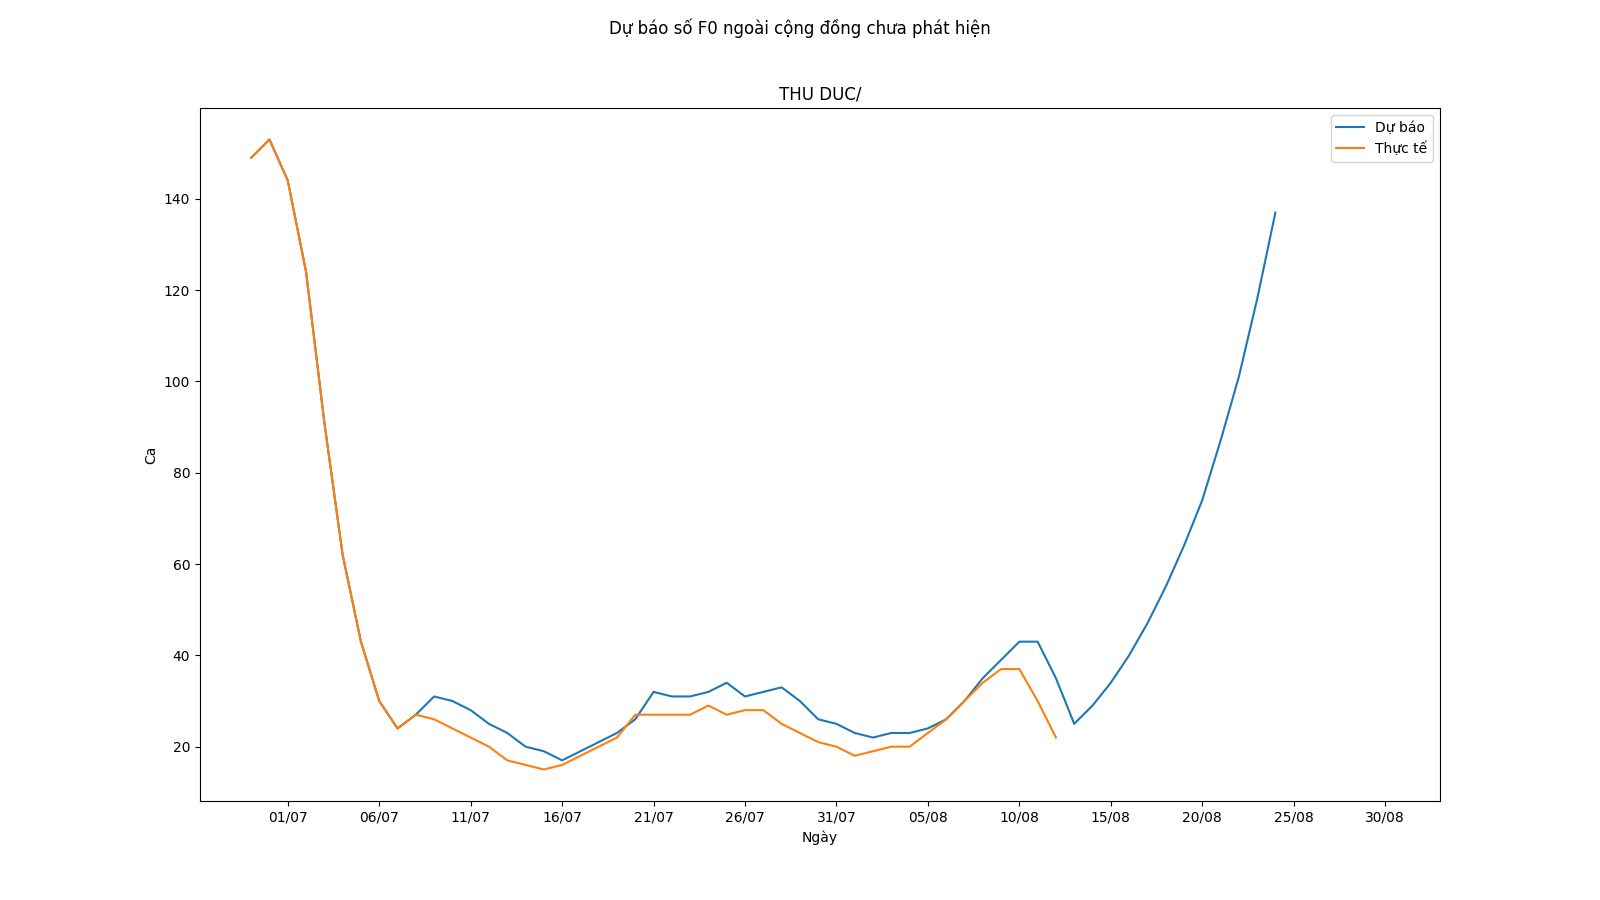 Dự báo số F0 ngoài cộng đồng chưa phát hiện
THU DUC/
Dự báo
Thực tế
140
120
100
80
60
40
20
Ca
01/07 06/07 11/07 16/07 21/07 26/07 31/07 05/08 10/08 15/08 20/08 25/08 30/08
Ngày